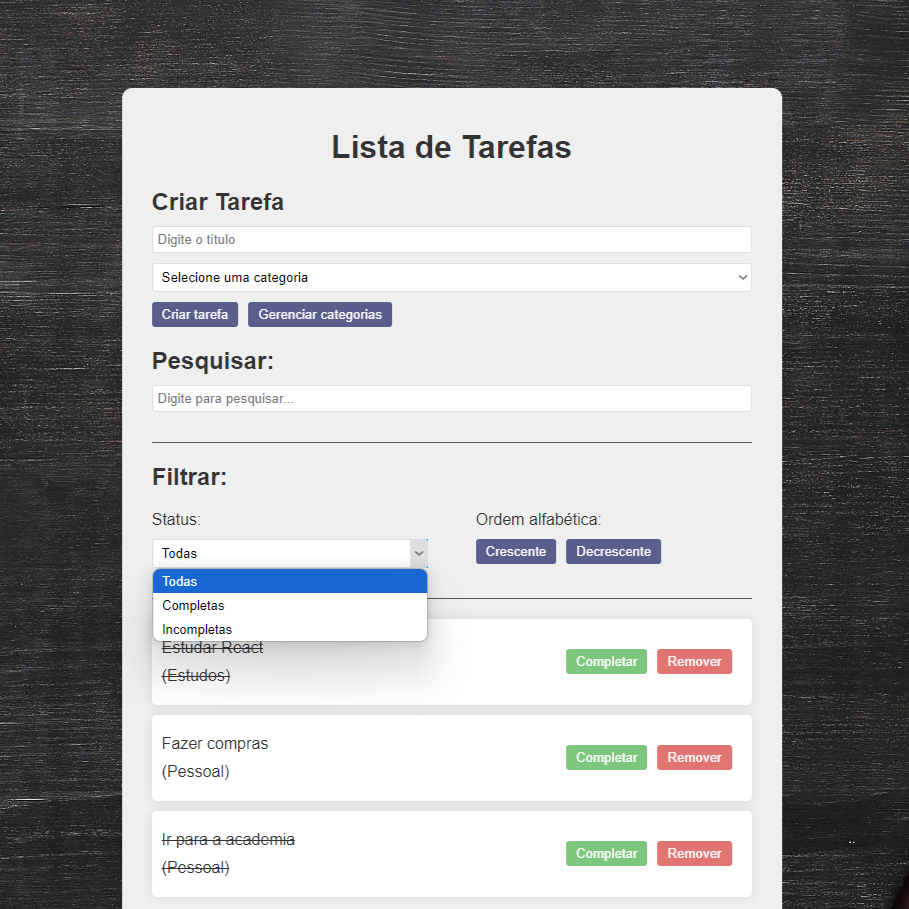 Lista de Tarefas
Criar Tarefa
Digite o título
Selecione uma categoria
Criar tarefa Gerenciar categorias
Pesquisar:
Digite para pesquisar...
Filtrar:
Status:
Ordem alfabética:
Todas
Crescente Decrescente
Todas
Completas
Incompletas
Estudar React
(Estudos)
Completar Remover
Fazer compras
(Pessoal)
Completar Remover
Ir para a academia
(Pessoal)
Completar Remover